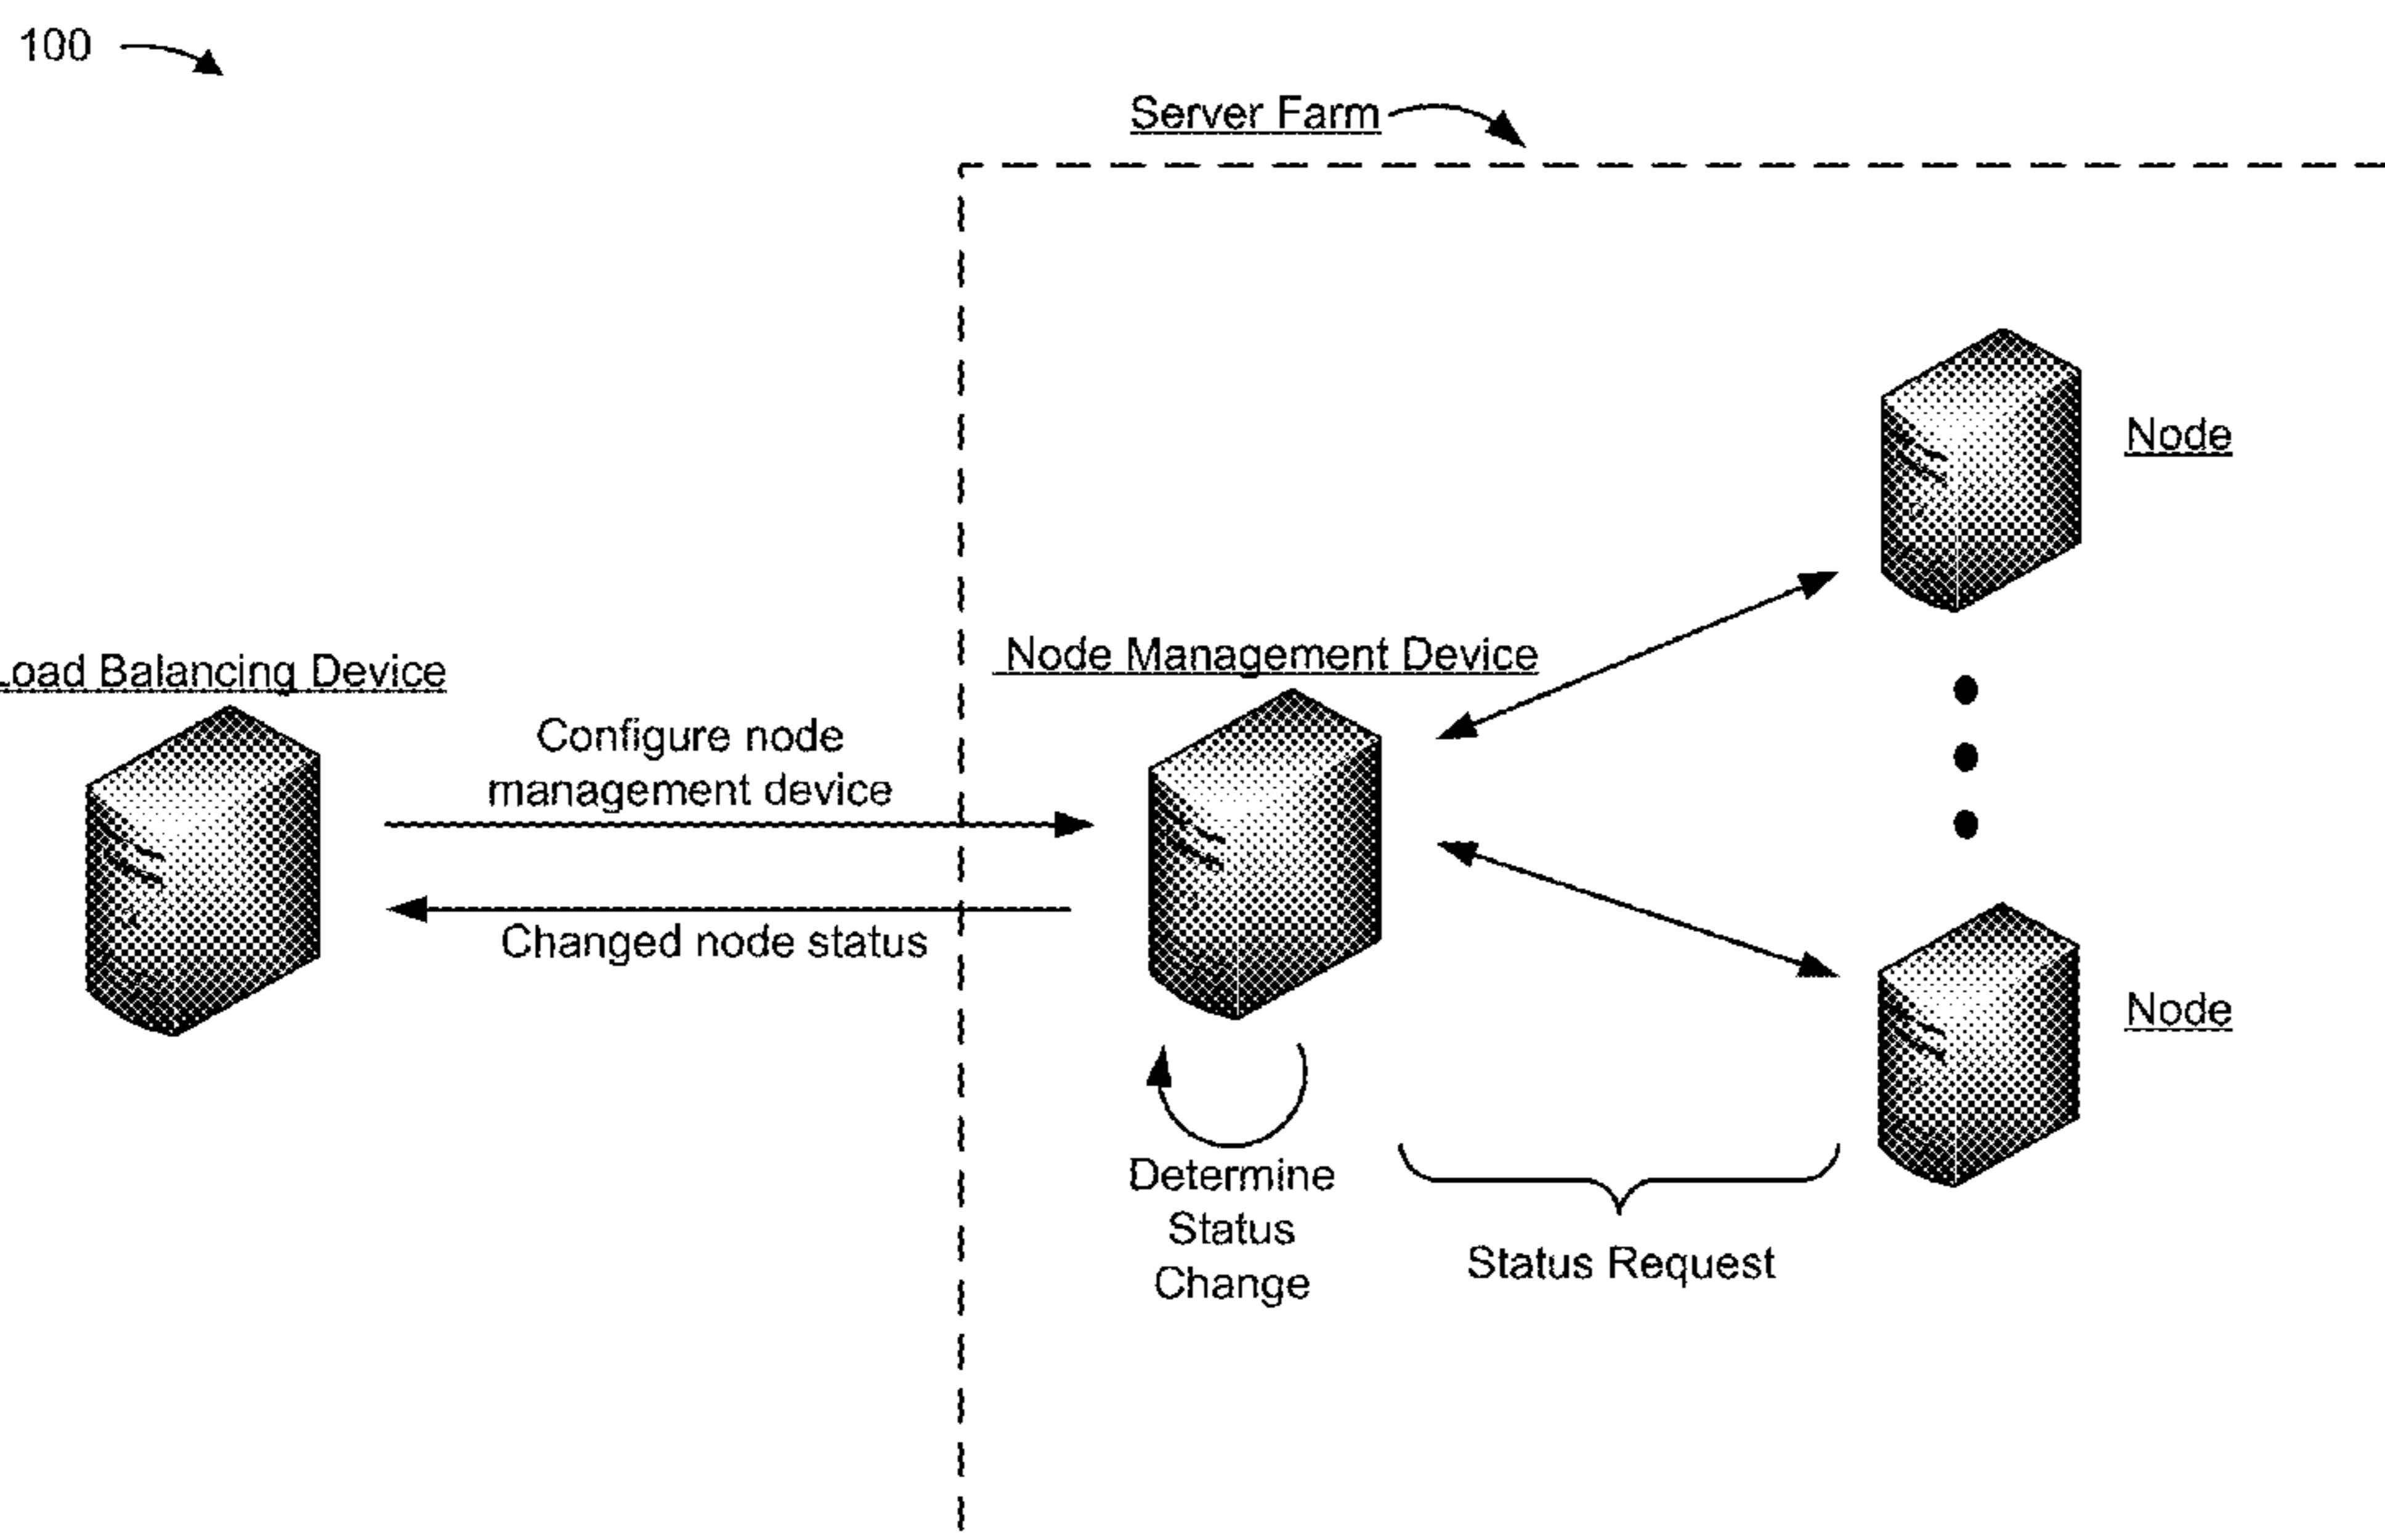 100
Server Farm
Node
Load Balancing Device
Node Management Device
Configure node
management device
Changed node status
Node
Determine
Status
Change
Status Request